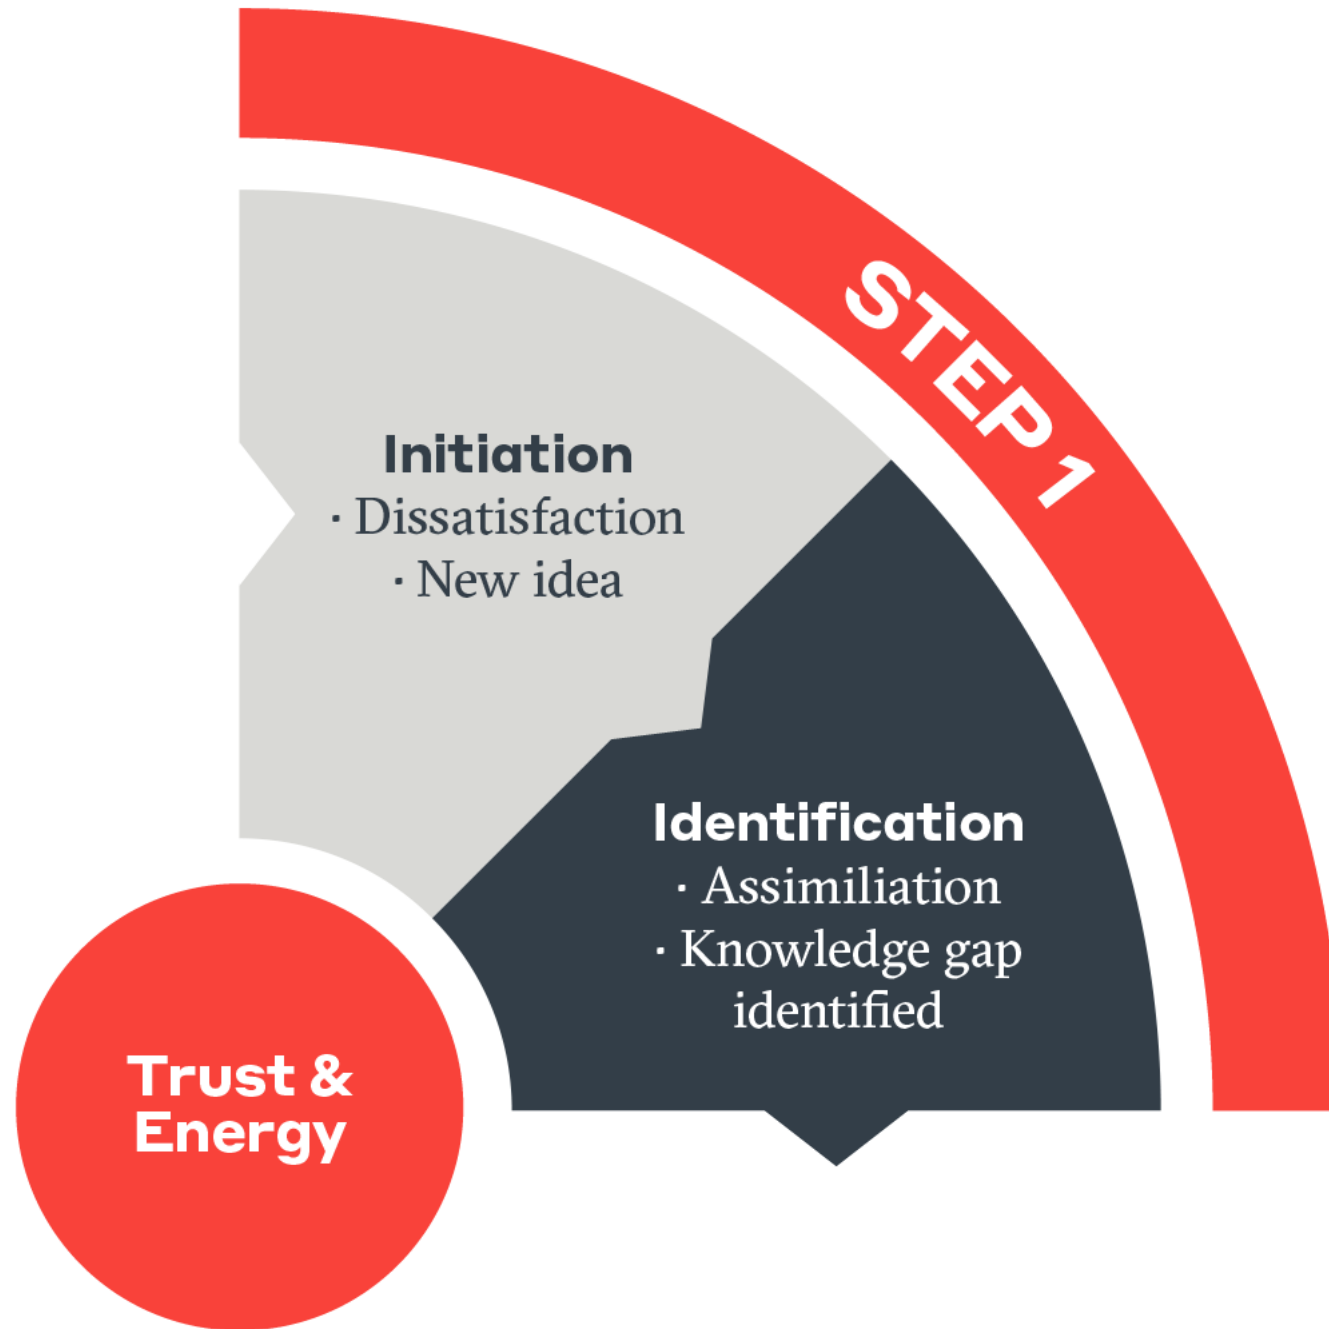 STEP 1
Initiation
· Dissatisfaction
· New idea
Identification
· Assimiliation
· Knowledge gap
identified
Trust &
Energy